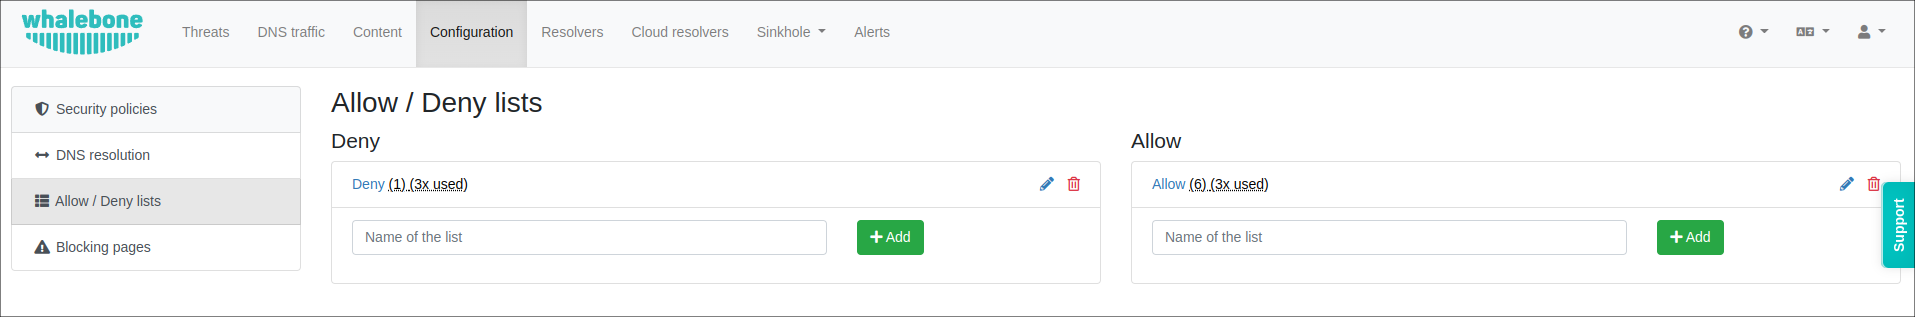 whalebone
Threats DNS traffic Content Configuration Resolvers Cloud resolvers Sinkhole Alerts
Security policies
DNS resolution
Allow / Deny lists
Blocking pages
Allow / Deny lists
Deny
Deny (1) (3x used)
Name of the list
Add
Allow
Allow (6) (3x used)
Name of the list
Add
Support